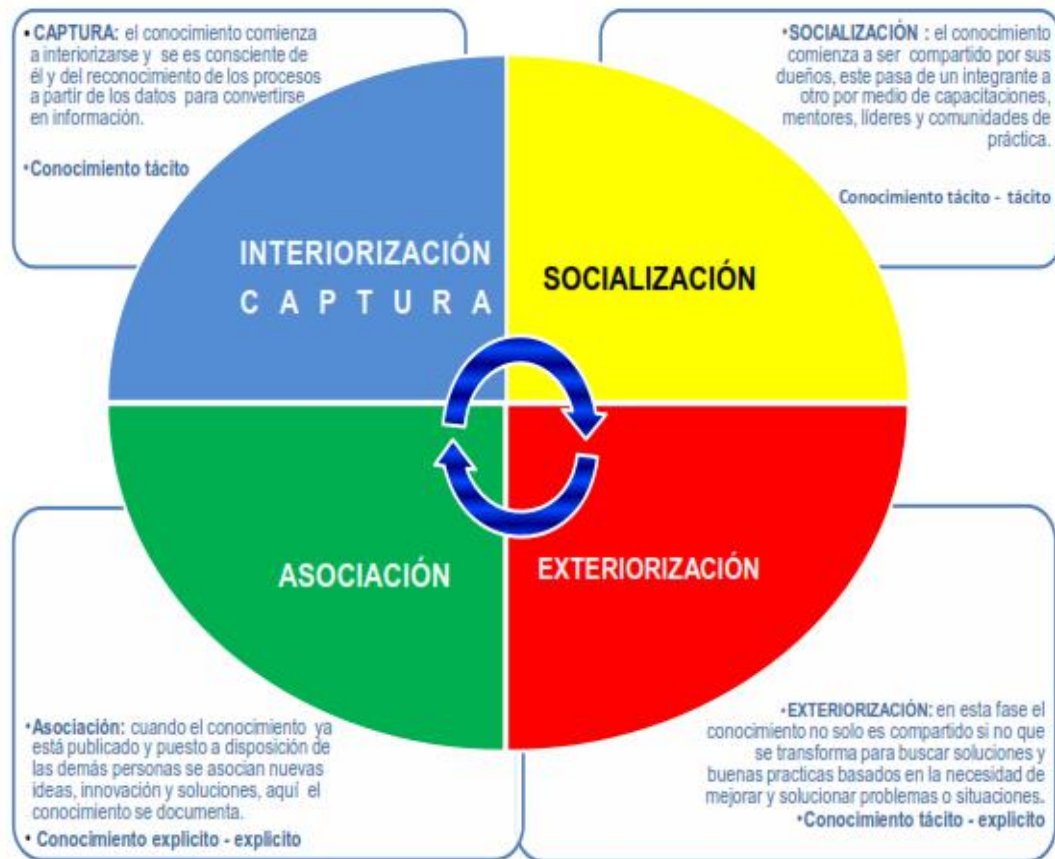 • CAPTURA: el conocimiento comienza
a interiorizarse y se es consciente de
él y del reconocimiento de los procesos
a partir de los datos para convertirse
en información.
•Conocimiento tácito
•SOCIALIZACIÓN : el conocimiento
comienza a ser compartido por sus
dueños, este pasa de un integrante a
otro por medio de capacitaciones,
mentores, líderes y comunidades de
práctica.
Conocimiento tácito - tácito
INTERIORIZACIÓN
C A P T U R A
SOCIALIZACIÓN
ASOCIACIÓN
EXTERIORIZACIÓN
•Asociación: cuando el conocimiento ya
está publicado y puesto a disposición de
las demás personas se asocian nuevas
ideas, innovación y soluciones, aquí el
conocimiento se documenta.
• Conocimiento explicito - explicito
•EXTERIORIZACIÓN: en esta fase el
conocimiento no solo es compartido si no que
se transforma para buscar soluciones y
buenas practicas basados en la necesidad de
mejorar y solucionar problemas o situaciones.
•Conocimiento tácito - explicito